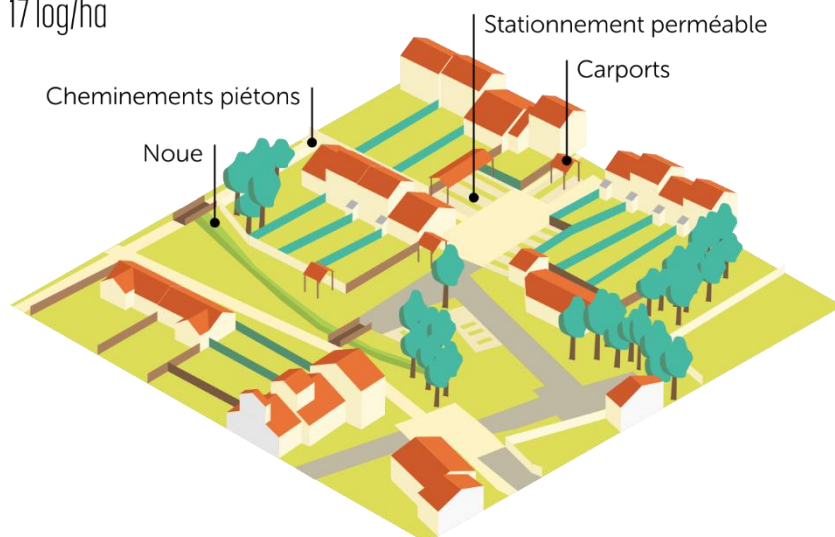 17 log/ha
Stationnement perméable
Carports
Cheminements piétons
Noue